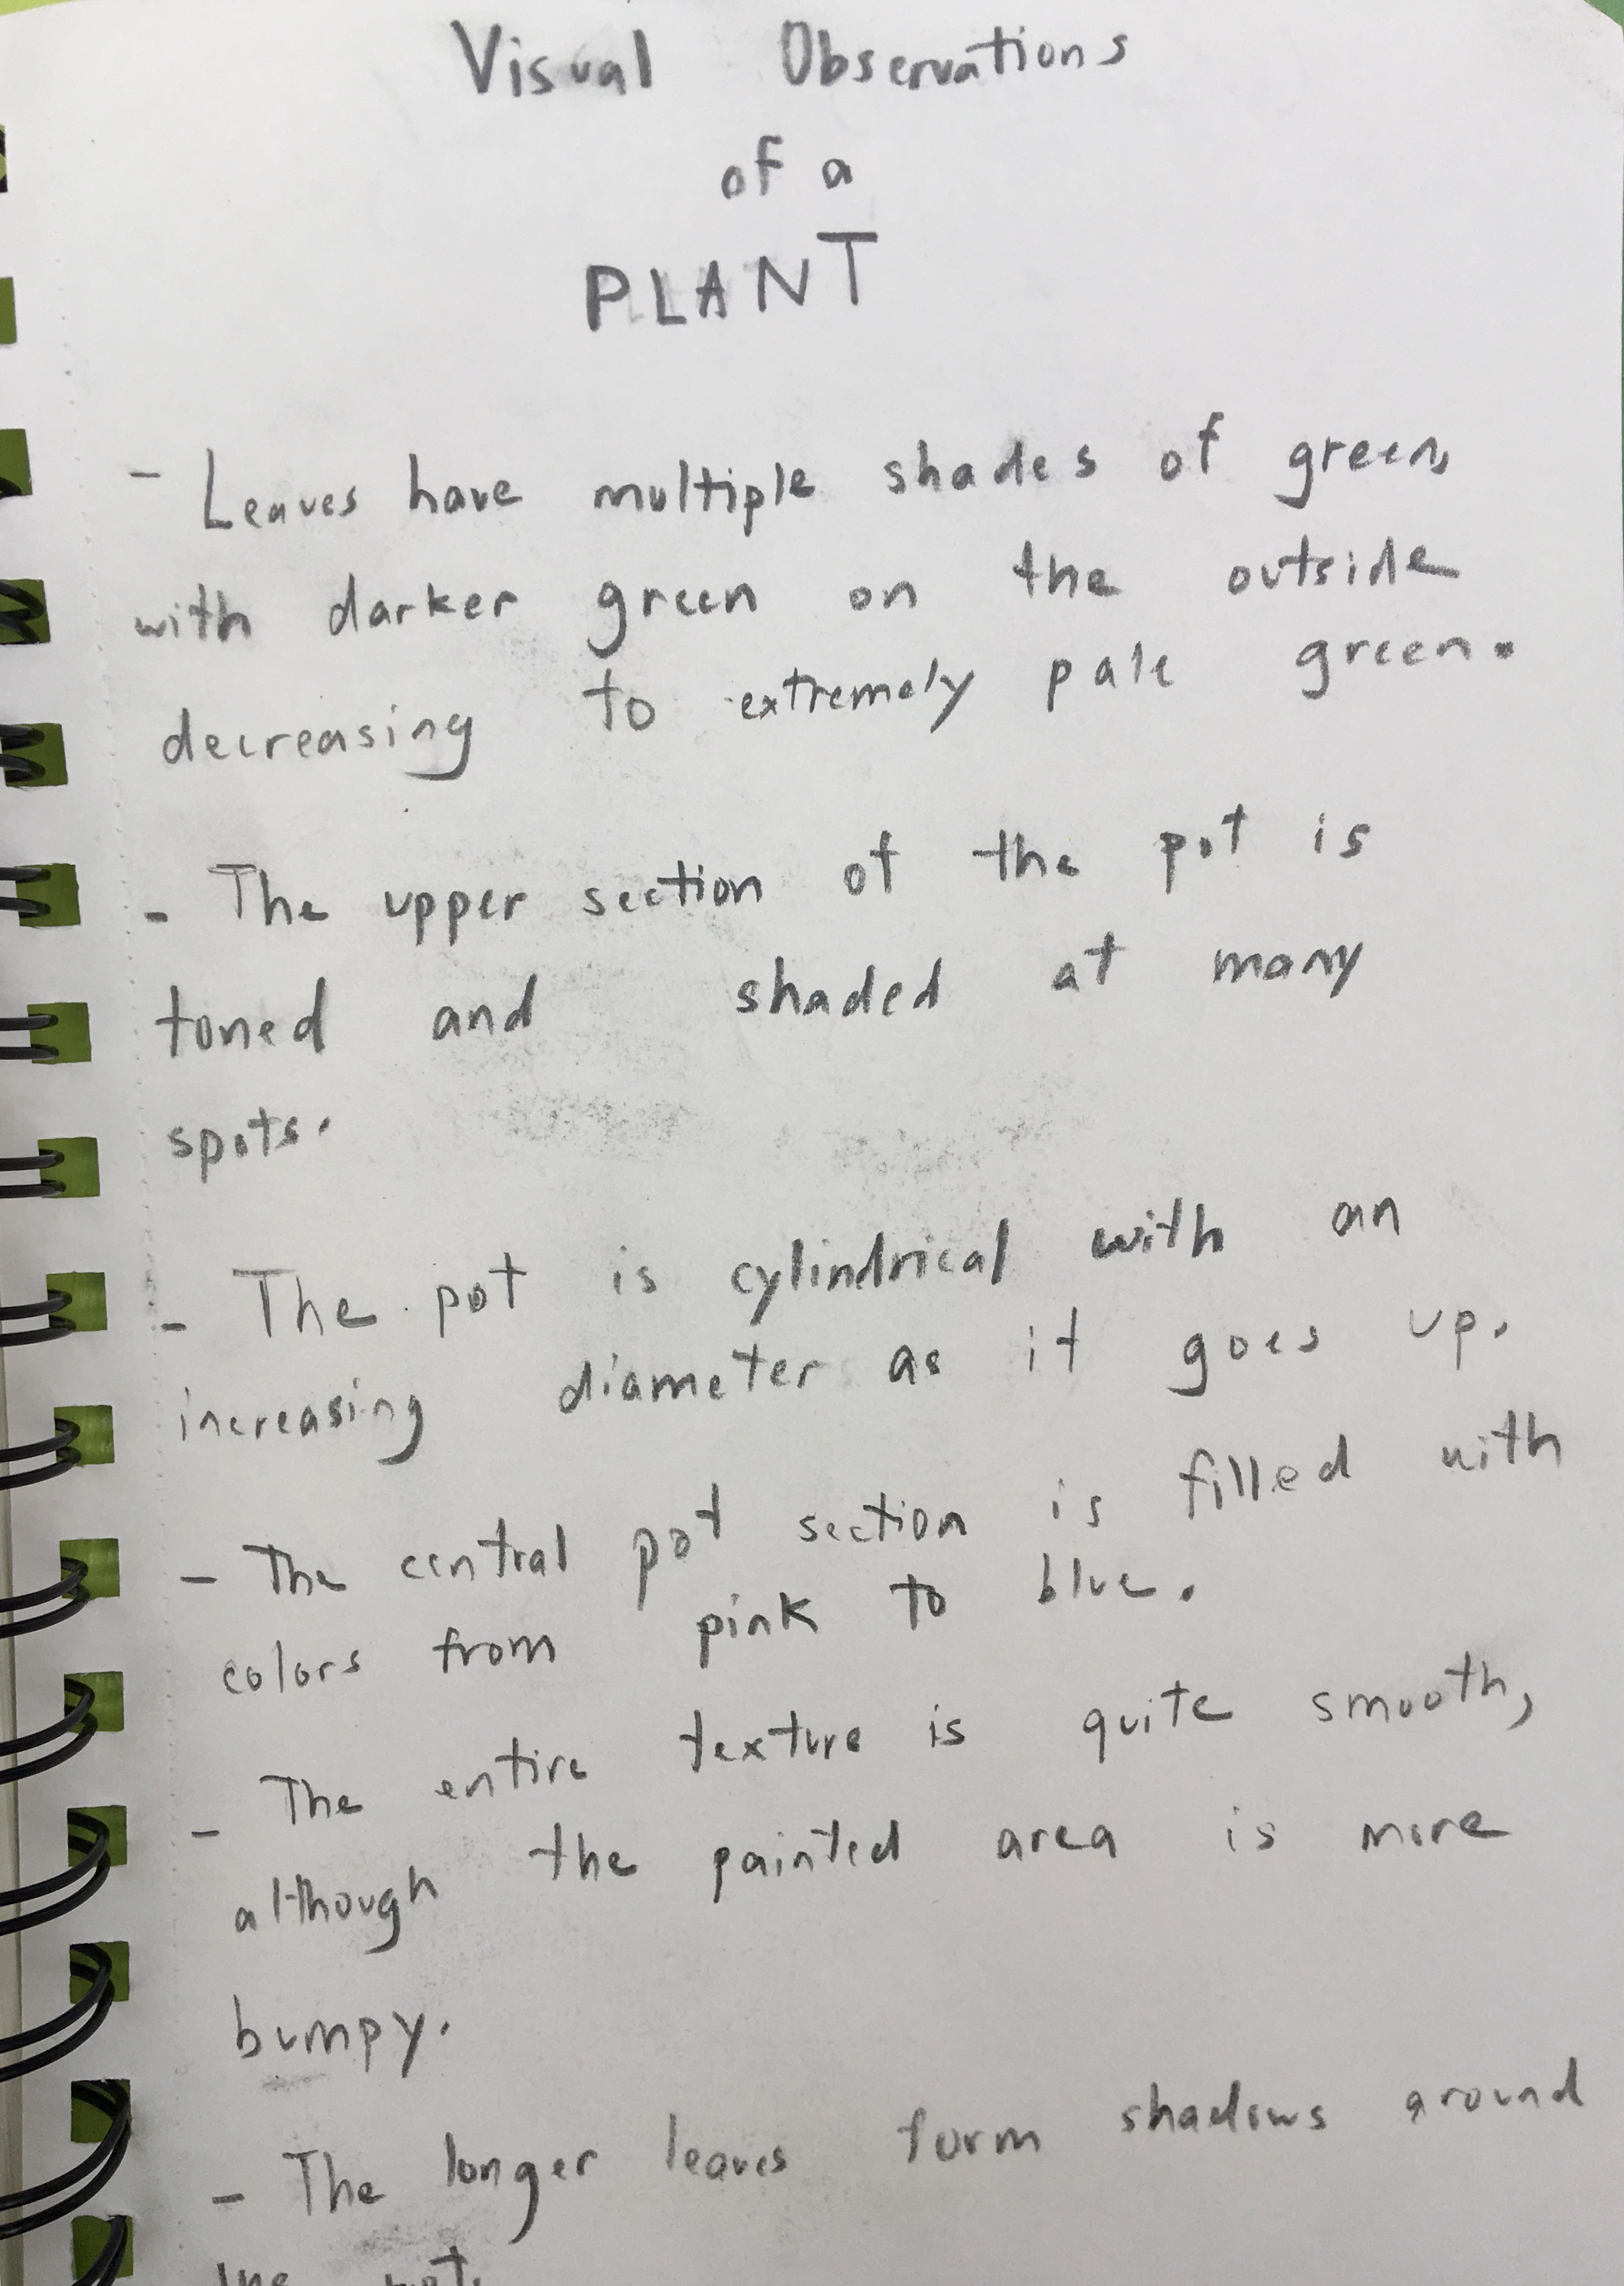 Visual Observations
of a
PLANT
- Leaves have multiple shades of green,
with darker green on the outside
decreasing to extremely pale green.
- The upper section of the pot is
toned and shaded at many
spots.
- The pot is cylindrical with an
increasing diameter as it goes up.
- The central pot section is filled with
colors from pink to blue.
- The entire texture is quite smooth,
although the painted area is more
bumpy.
- The longer leaves form shadows around
the pot.